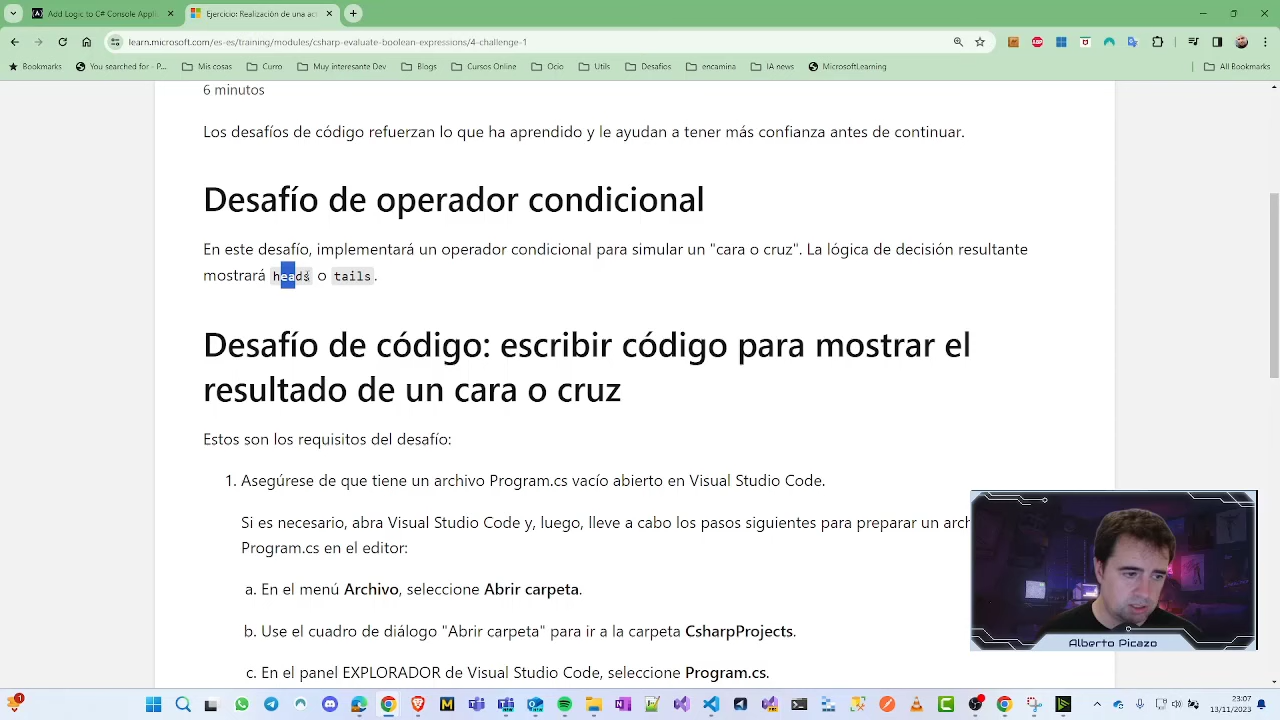 Add Logic to C# Console Appli
Ejercicio: Realización de una ac
learn.microsoft.com/es-es/training/modules/csharp-evaluate-boolean-expressions/4-challenge-1
Bookmarks
You searched for - P...
Mis cosas
Curro
Muy interesante Dev
Blogs
Cursos Online
Ocio
Utils
Desafios
encamina
IA news
MicrosoftLearning
All Bookmarks
6 minutos
Los desafíos de código refuerzan lo que ha aprendido y le ayudan a tener más confianza antes de continuar.
Desafío de operador condicional
En este desafío, implementará un operador condicional para simular un "cara o cruz". La lógica de decisión resultante
mostrará heads o tails.
Desafío de código: escribir código para mostrar el
resultado de un cara o cruz
Estos son los requisitos del desafío:
1. Asegúrese de que tiene un archivo Program.cs vacío abierto en Visual Studio Code.
Si es necesario, abra Visual Studio Code y, luego, lleve a cabo los pasos siguientes para preparar un arch
Program.cs en el editor:
a. En el menú Archivo, seleccione Abrir carpeta.
b. Use el cuadro de diálogo "Abrir carpeta" para ir a la carpeta CsharpProjects.
c. En el panel EXPLORADOR de Visual Studio Code, seleccione Program.cs.
Alberto Picazo
23:07
13/11/2023